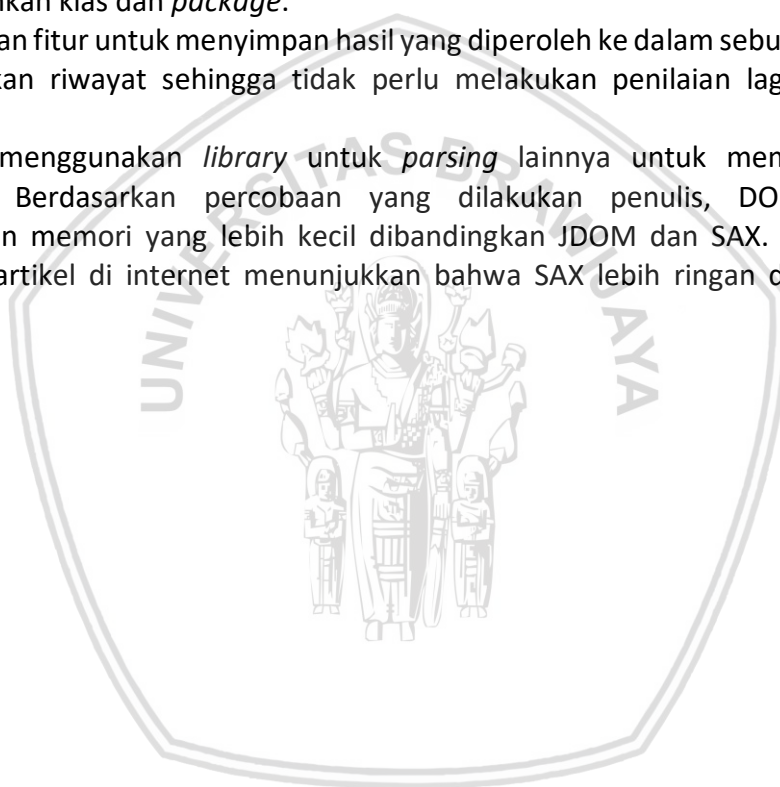 kan klas dan package.
an fitur untuk menyimpan hasil yang diperoleh ke dalam sebu
kan riwayat sehingga tidak perlu melakukan penilaian lag
menggunakan library untuk parsing lainnya untuk men
Berdasarkan percobaan yang dilakukan penulis, DO
n memori yang lebih kecil dibandingkan JDOM dan SAX.
artikel di internet menunjukkan bahwa SAX lebih ringan d
UNIVERSITAS BRAWIJAYA